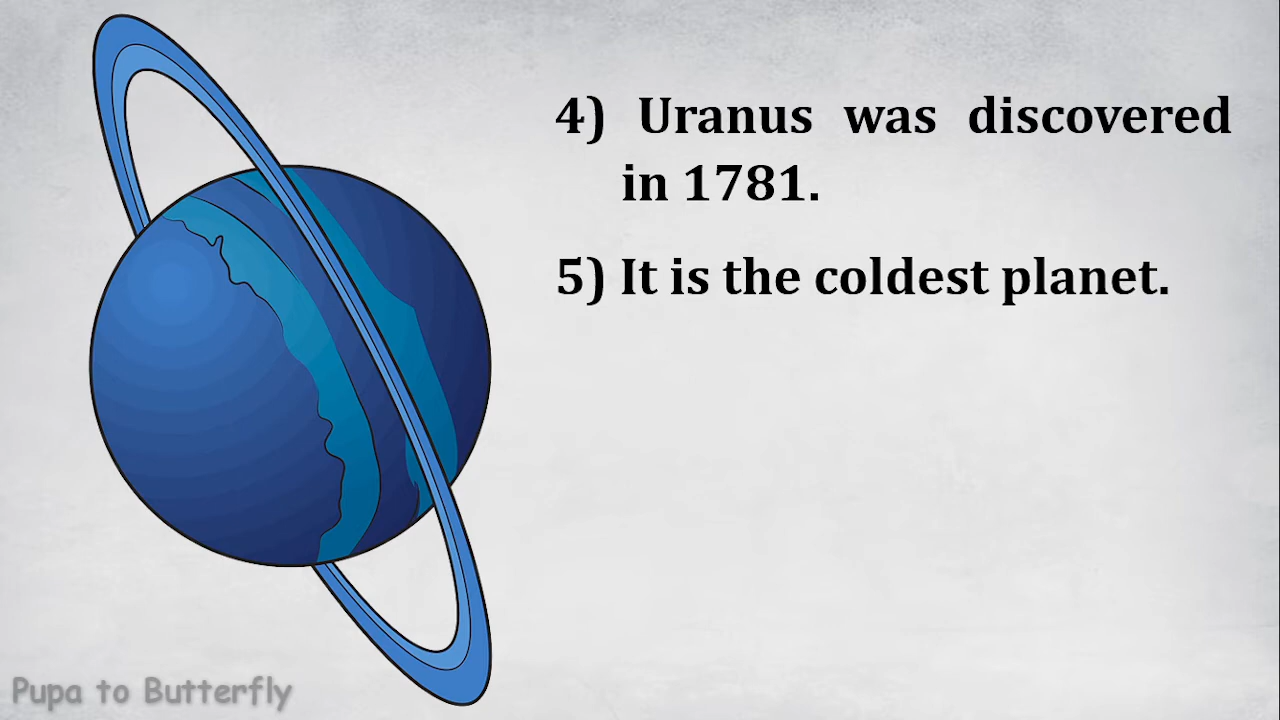 4) Uranus was discovered
in 1781.
5) It is the coldest planet.
Pupa to Butterfly